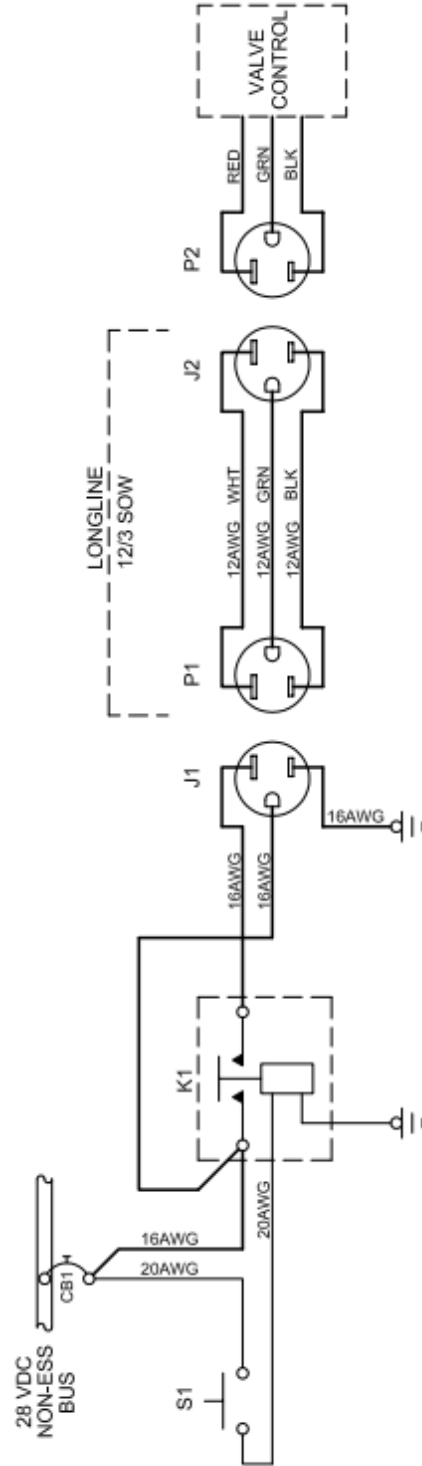 28 VDC
NON-ESS
BUS
CB1
16AWG
20AWG
S1
20AWG
K1
16AWG
16AWG
J1
16AWG
LONGLINE
12/3 SOW
P1
12AWG WHT
12AWG GRN
12AWG BLK
J2
P2
RED
GRN
BLK
VALVE
CONTROL